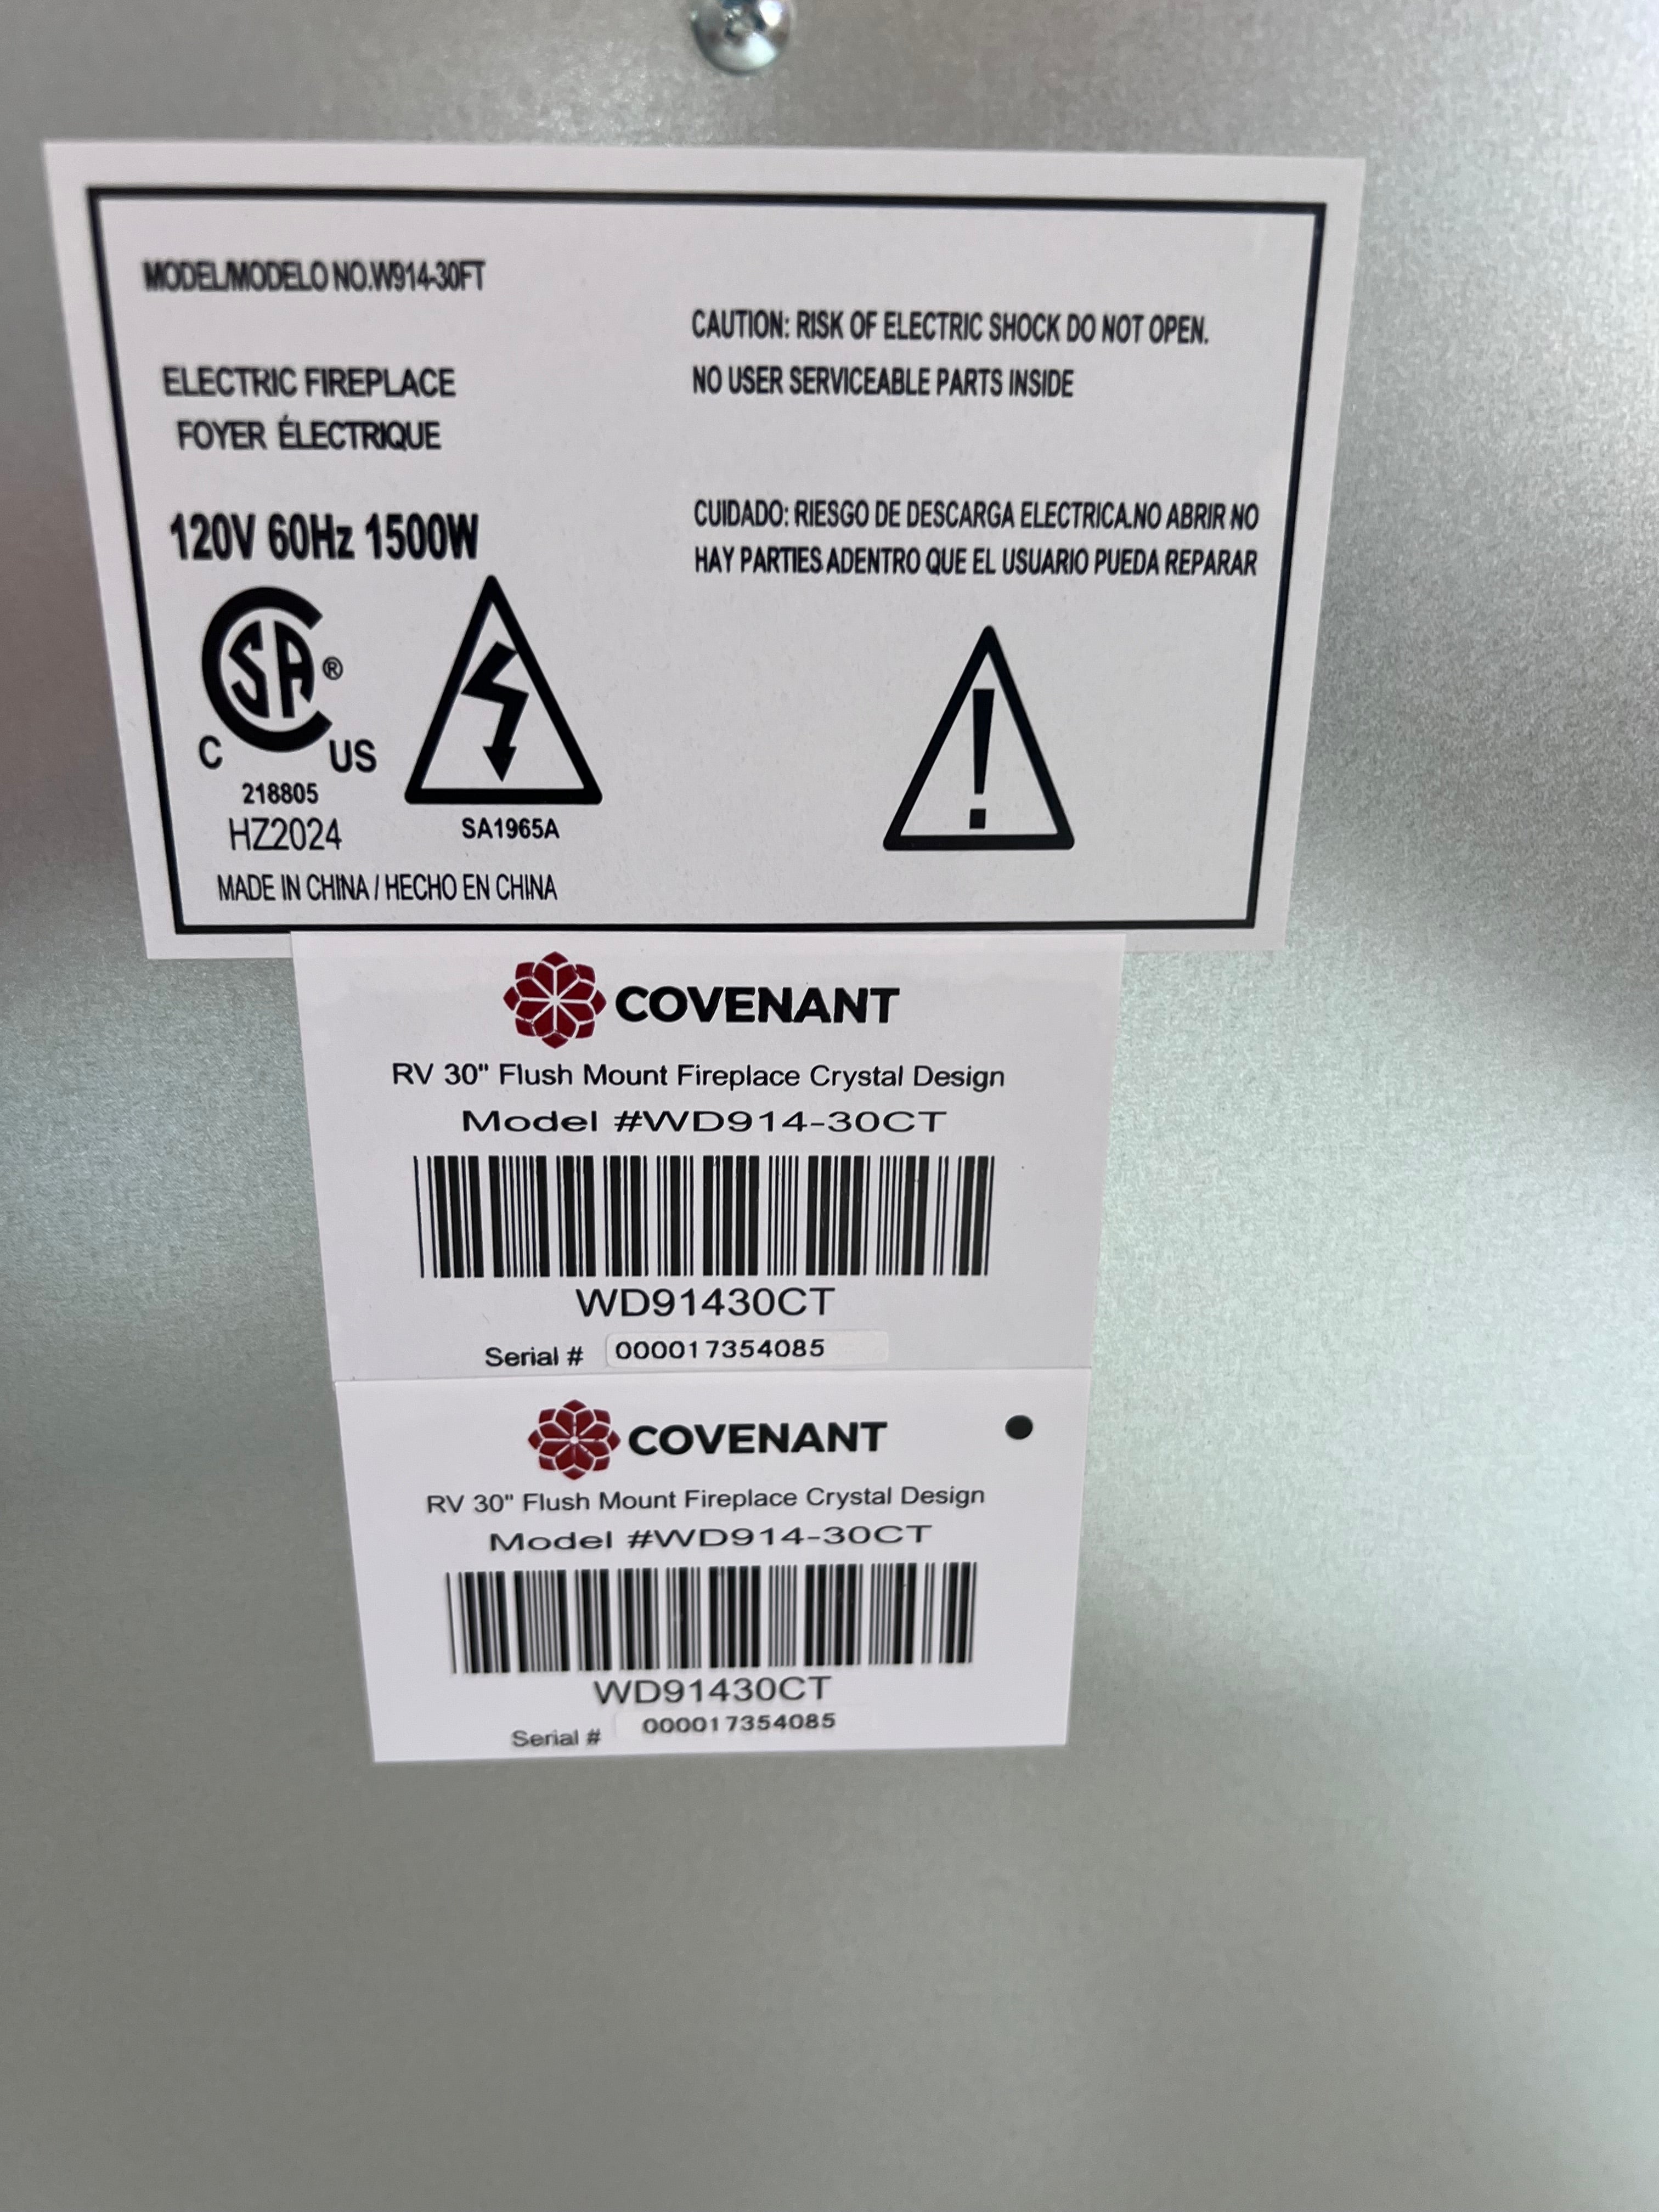 MODEL/MODELO NO.W914-30FT
ELECTRIC FIREPLACE
FOYER ÉLECTRIQUE
120V 60Hz 1500W
CSA®
C US
218805
HZ2024
SA1965A
MADE IN CHINA / HECHO EN CHINA
CAUTION: RISK OF ELECTRIC SHOCK DO NOT OPEN.
NO USER SERVICEABLE PARTS INSIDE
CUIDADO: RIESGO DE DESCARGA ELECTRICA.NO ABRIR NO
HAY PARTIES ADENTRO QUE EL USUARIO PUEDA REPARAR
!
COVENANT
RV 30" Flush Mount Fireplace Crystal Design
Model #WD914-30CT
WD91430CT
Serial # 000017354085
COVENANT
RV 30" Flush Mount Fireplace Crystal Design
Model #WD914-30CT
WD91430CT
Serial # 000017354085